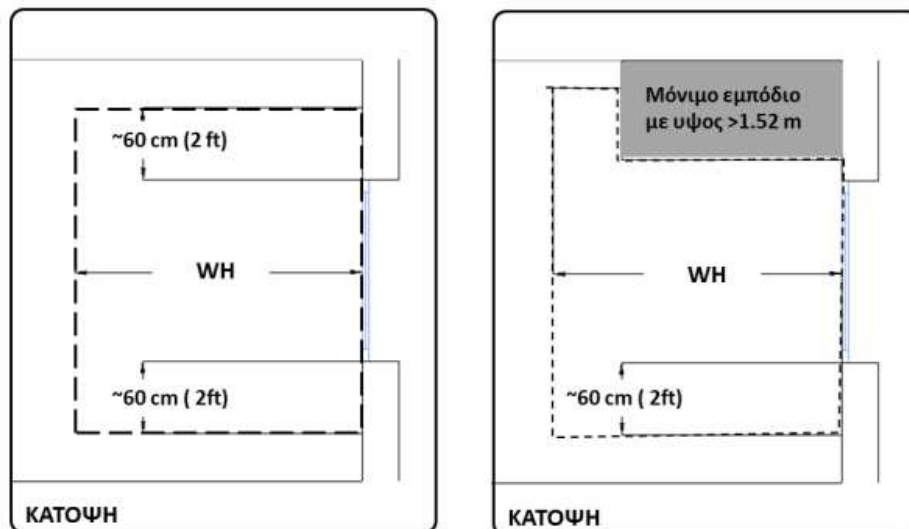 ~60 cm (2 ft)
WH
~60 cm ( 2ft)
ΚΑΤΟΨΗ
Μόνιμο εμπόδιο
με υψος >1.52 m
WH
~60 cm ( 2ft)
ΚΑΤΟΨΗ